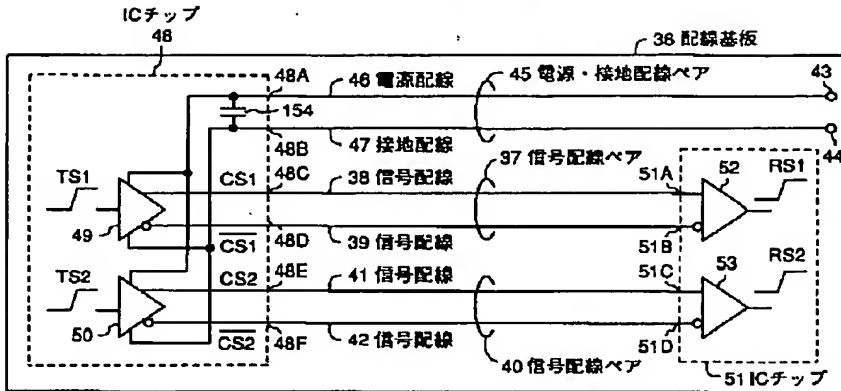 ICチップ
48
36 配線基板
48A
46 電源配線
45 電源・接地配線ペア
43
154
48B
47 接地配線
44
37 信号配線ペア
TS1
CS1
48C
38 信号配線
51A
52
RS1
49
CS1
48D
39 信号配線
51B
TS2
CS2
48E
41 信号配線
51C
53
RS2
50
CS2
48F
42 信号配線
51D
40 信号配線ペア
51 ICチップ